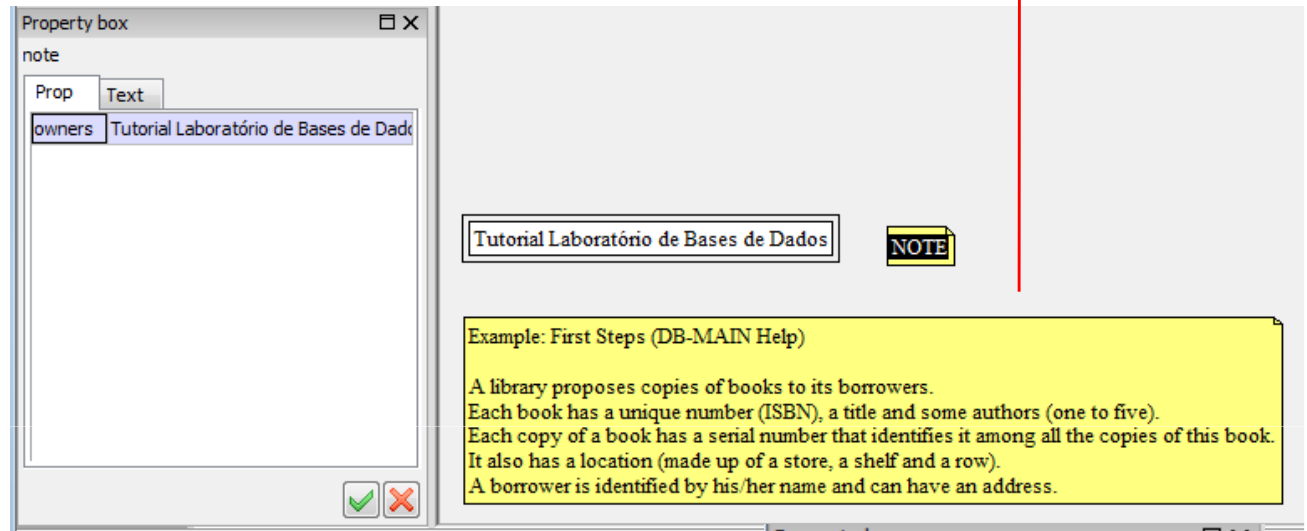 Property box
note
Prop Text
owners Tutorial Laboratório de Bases de Dado
Tutorial Laboratório de Bases de Dados
NOTE
Example: First Steps (DB-MAIN Help)
A library proposes copies of books to its borrowers.
Each book has a unique number (ISBN), a title and some authors (one to five).
Each copy of a book has a serial number that identifies it among all the copies of this book.
It also has a location (made up of a store, a shelf and a row).
A borrower is identified by his/her name and can have an address.